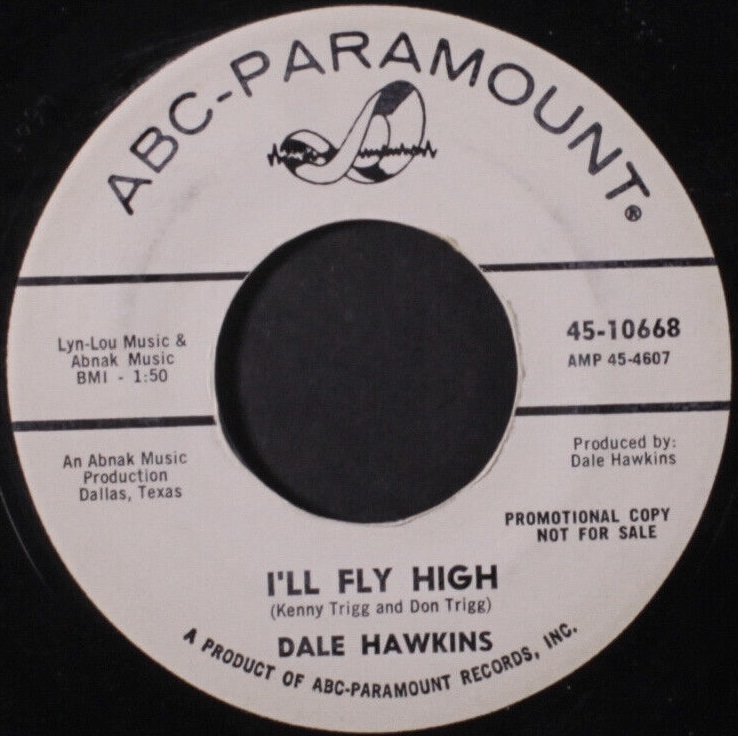 ABC-PARAMOUNT®
Lyn-Lou Music &
Abnak Music
BMI - 1:50
45-10668
AMP 45-4607
An Abnak Music
Production
Dallas, Texas
Produced by:
Dale Hawkins
PROMOTIONAL COPY
NOT FOR SALE
I'LL FLY HIGH
(Kenny Trigg and Don Trigg)
DALE HAWKINS
A PRODUCT OF ABC-PARAMOUNT RECORDS, INC.